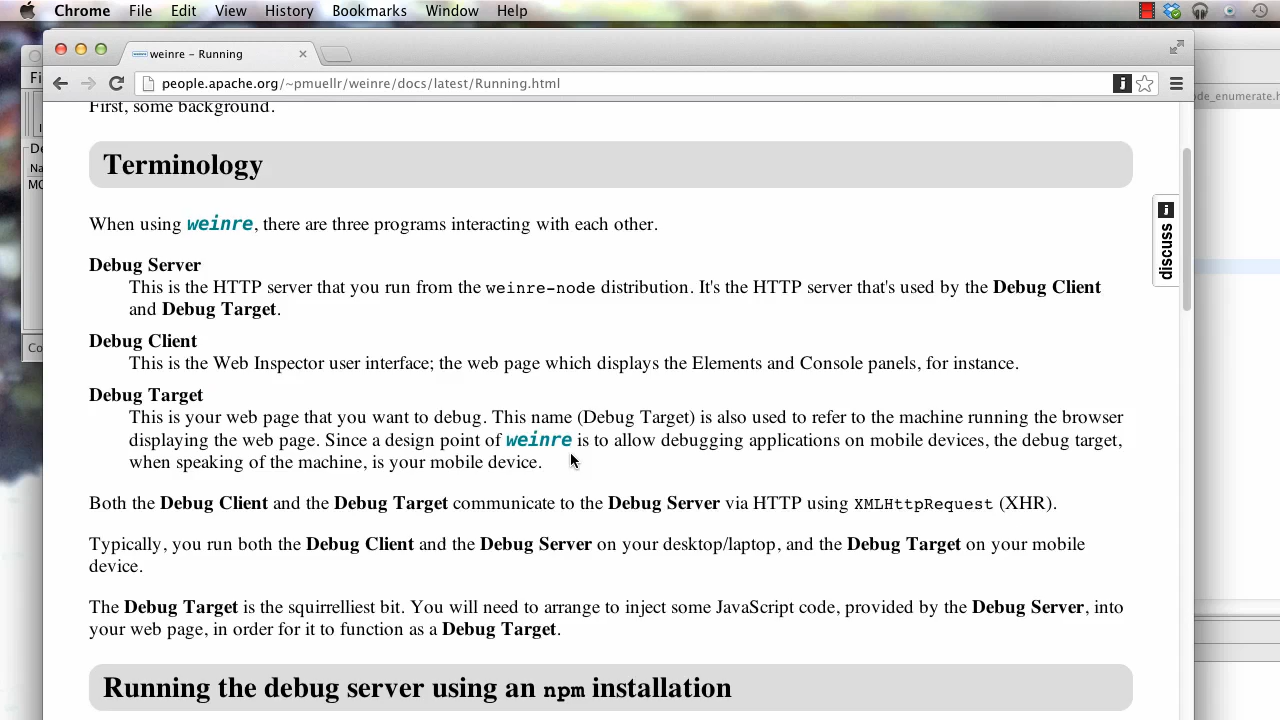 Chrome File Edit View History Bookmarks Window Help
weinre – Running
people.apache.org/~pmuellr/weinre/docs/latest/Running.html
ode_enumerate.h
Fi
De
Na
MC
Co
First, some background.
Terminology
When using weinre, there are three programs interacting with each other.
Debug Server
This is the HTTP server that you run from the weinre-node distribution. It's the HTTP server that's used by the Debug Client
and Debug Target.
Debug Client
This is the Web Inspector user interface; the web page which displays the Elements and Console panels, for instance.
Debug Target
This is your web page that you want to debug. This name (Debug Target) is also used to refer to the machine running the browser
displaying the web page. Since a design point of weinre is to allow debugging applications on mobile devices, the debug target,
when speaking of the machine, is your mobile device.
Both the Debug Client and the Debug Target communicate to the Debug Server via HTTP using XMLHttpRequest (XHR).
Typically, you run both the Debug Client and the Debug Server on your desktop/laptop, and the Debug Target on your mobile
device.
The Debug Target is the squirrelliest bit. You will need to arrange to inject some JavaScript code, provided by the Debug Server, into
your web page, in order for it to function as a Debug Target.
Running the debug server using an npm installation
j discuss